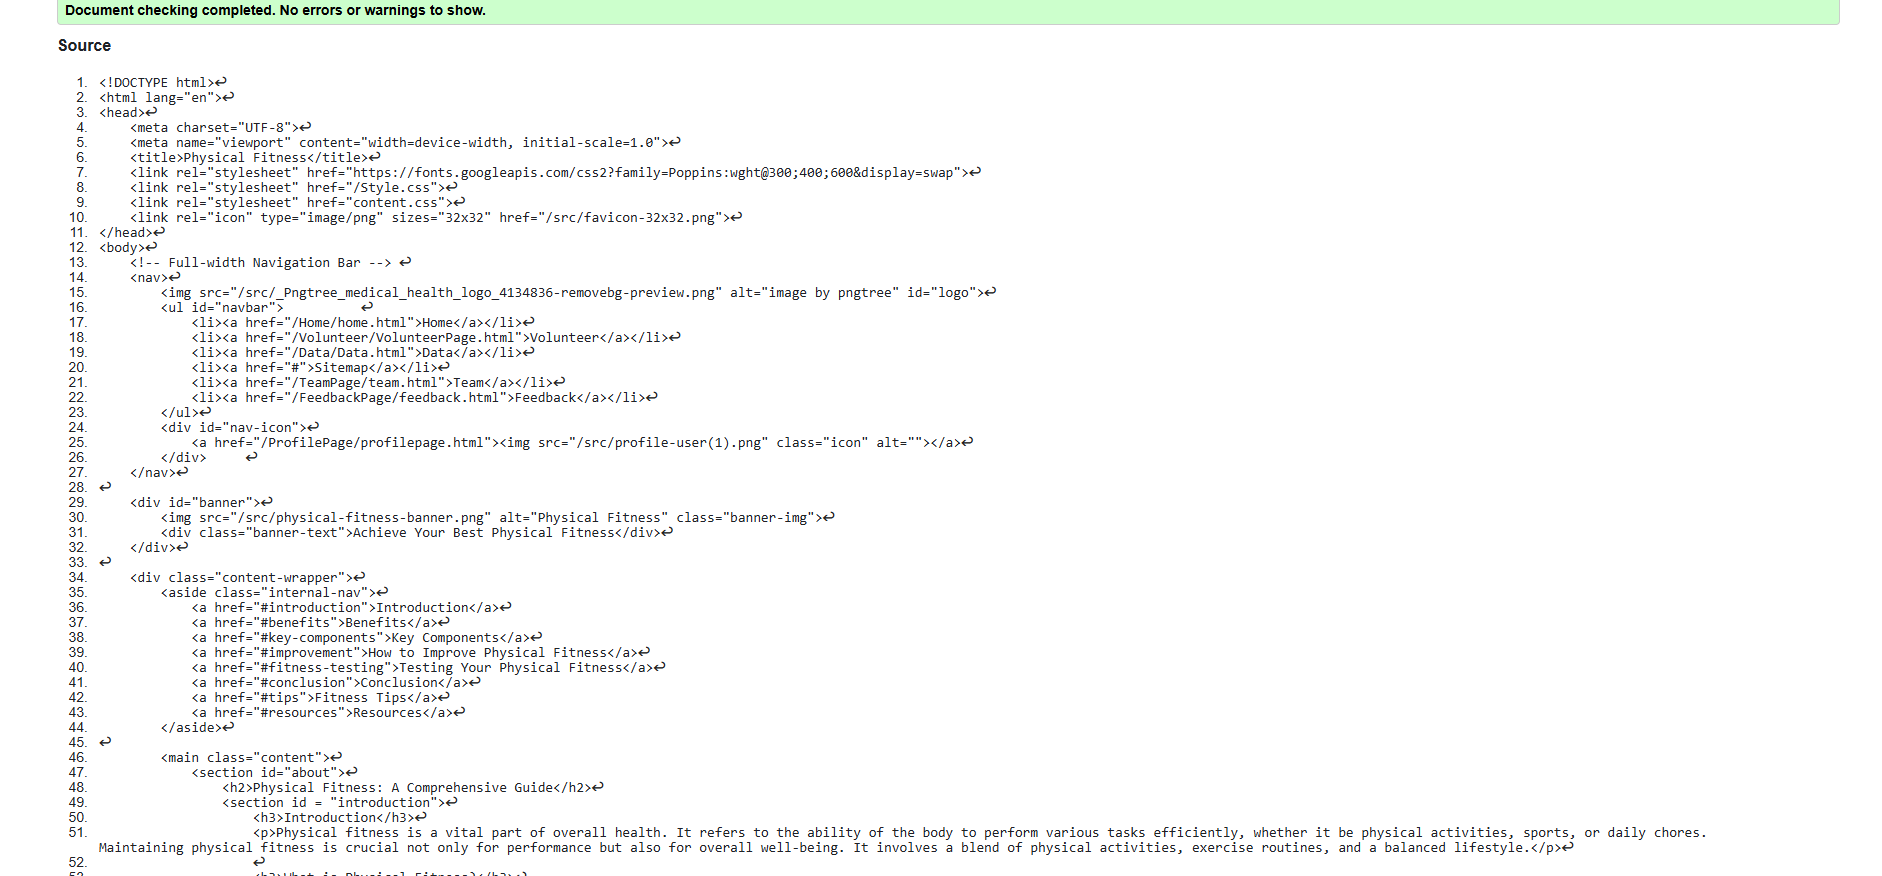 Document checking completed. No errors or warnings to show.
Source
1. <!DOCTYPE html>↩
2. <html lang="en">↩
3. <head>↩
4.     <meta charset="UTF-8">↩
5.     <meta name="viewport" content="width=device-width, initial-scale=1.0">↩
6.     <title>Physical Fitness</title>↩
7.     <link rel="stylesheet" href="https://fonts.googleapis.com/css2?family=Poppins:wght@300;400;600&display=swap">↩
8.     <link rel="stylesheet" href="/Style.css">↩
9.     <link rel="stylesheet" href="content.css">↩
10.     <link rel="icon" type="image/png" sizes="32x32" href="/src/favicon-32x32.png">↩
11. </head>↩
12. <body>↩
13.     <!-- Full-width Navigation Bar --> ↩
14.     <nav>↩
15.         <img src="/src/_Pngtree_medical_health_logo_4134836-removebg-preview.png" alt="image by pngtree" id="logo">↩
16.         <ul id="navbar">          ↩
17.             <li><a href="/Home/home.html">Home</a></li>↩
18.             <li><a href="/Volunteer/VolunteerPage.html">Volunteer</a></li>↩
19.             <li><a href="/Data/Data.html">Data</a></li>↩
20.             <li><a href="#">Sitemap</a></li>↩
21.             <li><a href="/TeamPage/team.html">Team</a></li>↩
22.             <li><a href="/FeedbackPage/feedback.html">Feedback</a></li>↩
23.         </ul>↩
24.         <div id="nav-icon">↩
25.             <a href="/ProfilePage/profilepage.html"><img src="/src/profile-user(1).png" class="icon" alt=""></a>↩
26.         </div>     ↩
27.     </nav>↩
28. ↩
29.     <div id="banner">↩
30.         <img src="/src/physical-fitness-banner.png" alt="Physical Fitness" class="banner-img">↩
31.         <div class="banner-text">Achieve Your Best Physical Fitness</div>↩
32.     </div>↩
33. ↩
34.     <div class="content-wrapper">↩
35.         <aside class="internal-nav">↩
36.             <a href="#introduction">Introduction</a>↩
37.             <a href="#benefits">Benefits</a>↩
38.             <a href="#key-components">Key Components</a>↩
39.             <a href="#improvement">How to Improve Physical Fitness</a>↩
40.             <a href="#fitness-testing">Testing Your Physical Fitness</a>↩
41.             <a href="#conclusion">Conclusion</a>↩
42.             <a href="#tips">Fitness Tips</a>↩
43.             <a href="#resources">Resources</a>↩
44.         </aside>↩
45. ↩
46.         <main class="content">↩
47.             <section id="about">↩
48.                 <h2>Physical Fitness: A Comprehensive Guide</h2>↩
49.                 <section id = "introduction">↩
50.                     <h3>Introduction</h3>↩
51.                     <p>Physical fitness is a vital part of overall health. It refers to the ability of the body to perform various tasks efficiently, whether it be physical activities, sports, or daily chores.
Maintaining physical fitness is crucial not only for performance but also for overall well-being. It involves a blend of physical activities, exercise routines, and a balanced lifestyle.</p>↩
52.                     ↩